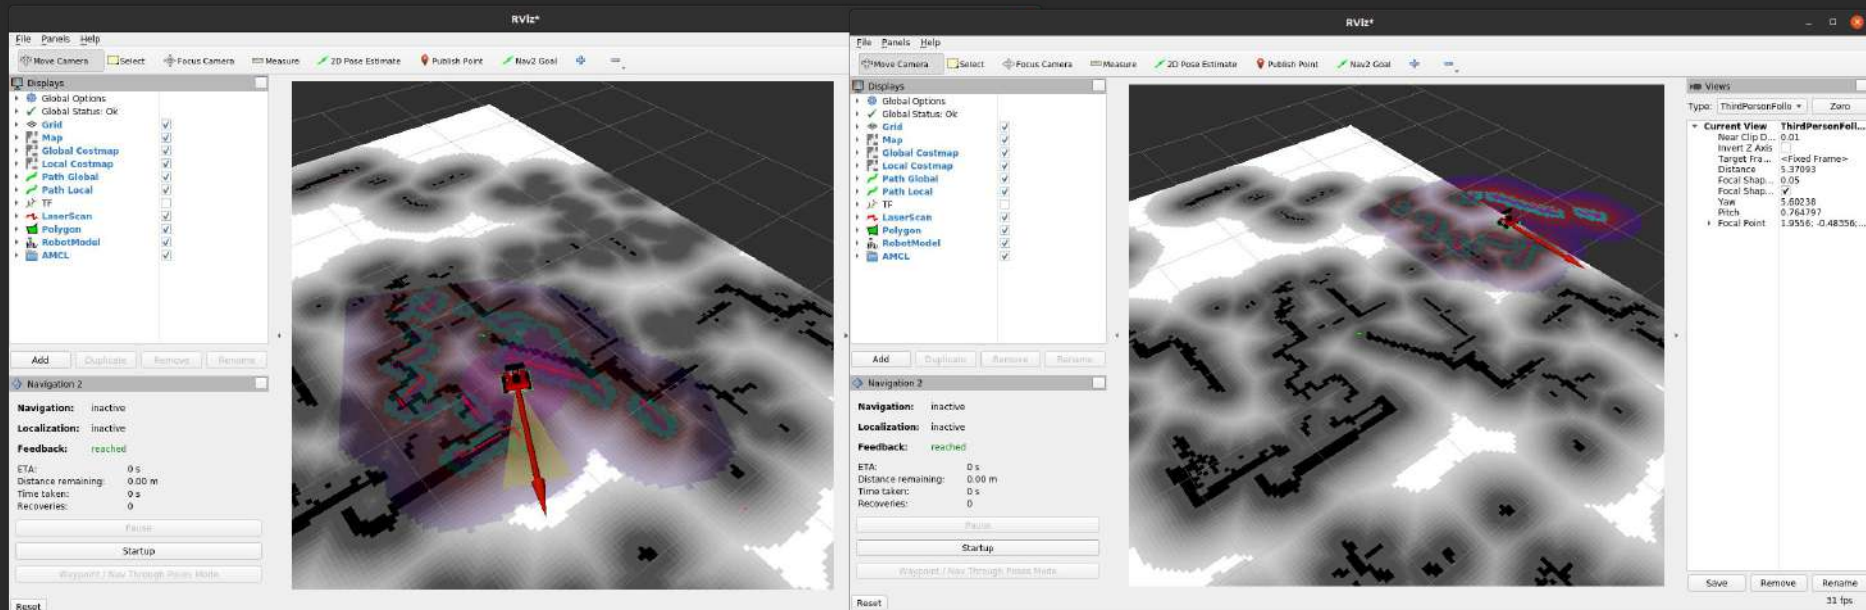 RViz*
File Panels Help
Move Camera Select Focus Camera Measure 2D Pose Estimate Publish Point Nav2 Goal
Displays
Global Options
Global Status: Ok
Grid
Map
Global Costmap
Local Costmap
Path Global
Path Local
TF
LaserScan
Polygon
RobotModel
AMCL
Add Duplicate Remove Rename
Navigation 2
Navigation: inactive
Localization: inactive
Feedback: reached
ETA: 0 s
Distance remaining: 0.00 m
Time taken: 0 s
Recoveries: 0
Pause
Startup
Waypoint / Nav Through Poses Mode
Reset
RViz*
File Panels Help
Move Camera Select Focus Camera Measure 2D Pose Estimate Publish Point Nav2 Goal
Displays
Global Options
Global Status: Ok
Grid
Map
Global Costmap
Local Costmap
Path Global
Path Local
TF
LaserScan
Polygon
RobotModel
AMCL
Add Duplicate Remove Rename
Navigation 2
Navigation: inactive
Localization: inactive
Feedback: reached
ETA: 0 s
Distance remaining: 0.00 m
Time taken: 0 s
Recoveries: 0
Pause
Startup
Waypoint / Nav Through Poses Mode
Reset
Views
Type: ThirdPersonFollo Zero
Current View ThirdPersonFoll...
Near Clip D... 0.01
Invert Z Axis
Target Fra... <Fixed Frame>
Distance 5.37093
Focal Shap... 0.05
Focal Shap... ✓
Yaw 5.60238
Pitch 0.764797
Focal Point 1.9556; -0.48356;...
Save Remove Rename
31 fps